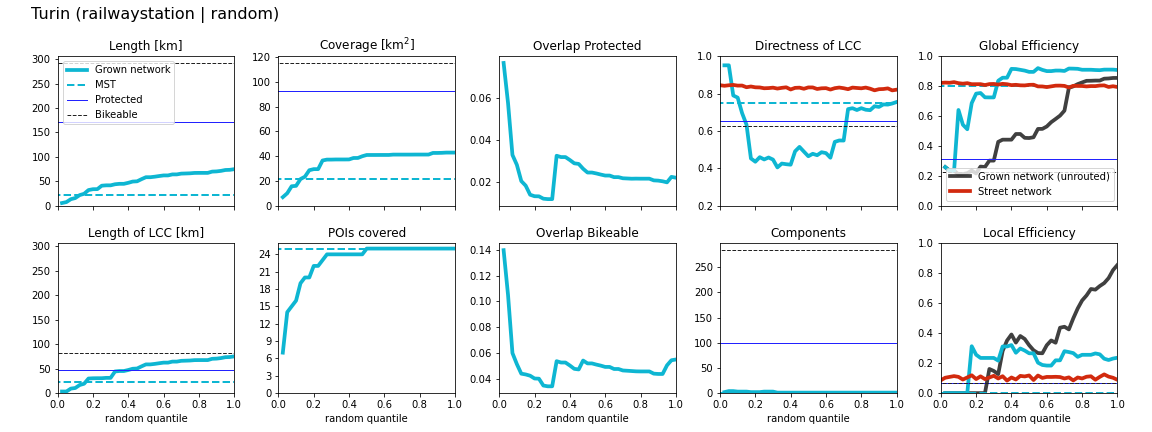 Turin (railwaystation | random)
Length [km]
Coverage [km²]
Overlap Protected
Directness of LCC
Global Efficiency
300
250
200
150
100
50
0
Grown network
MST
Protected
Bikeable
120
100
80
60
40
20
0
0.06
0.04
0.02
1.0
0.8
0.6
0.4
0.2
1.0
0.8
0.6
0.4
0.2
0.0
Grown network (unrouted)
Street network
Length of LCC [km]
POIs covered
Overlap Bikeable
Components
Local Efficiency
300
250
200
150
100
50
0
0.0 0.2 0.4 0.6 0.8 1.0
random quantile
24
21
18
15
12
9
6
3
0
0.0 0.2 0.4 0.6 0.8 1.0
random quantile
0.14
0.12
0.10
0.08
0.06
0.04
0.0 0.2 0.4 0.6 0.8 1.0
random quantile
250
200
150
100
50
0
0.0 0.2 0.4 0.6 0.8 1.0
random quantile
1.0
0.8
0.6
0.4
0.2
0.0
0.0 0.2 0.4 0.6 0.8 1.0
random quantile